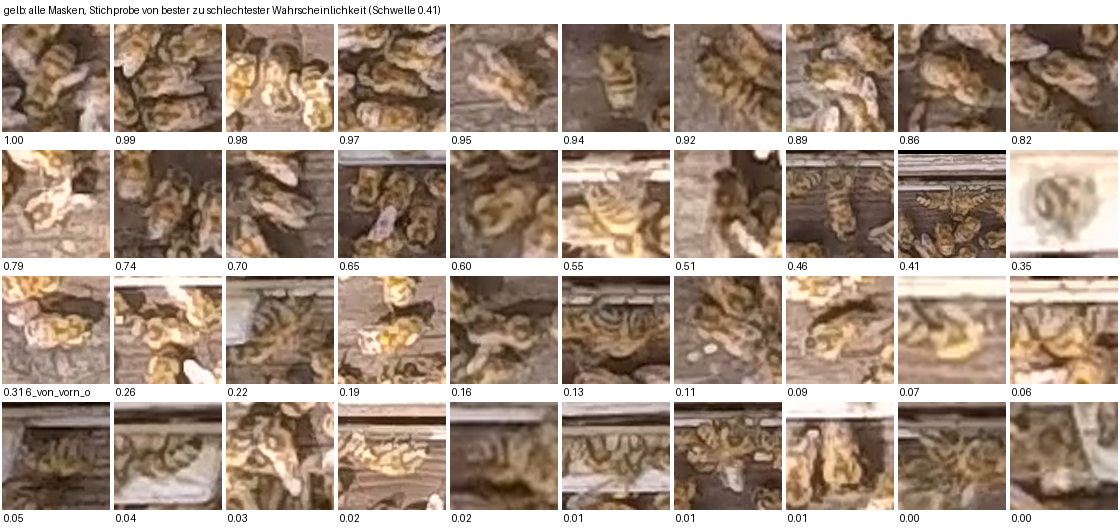 gelb: alle Masken, Stichprobe von bester zu schlechtester Wahrscheinlichkeit (Schwelle 0.41)
1.00 0.99 0.98 0.97 0.95 0.94 0.92 0.89 0.86 0.82
0.79 0.74 0.70 0.65 0.60 0.55 0.51 0.46 0.41 0.35
0.31 6_von_vorn_o 0.26 0.22 0.19 0.16 0.13 0.11 0.09 0.07 0.06
0.05 0.04 0.03 0.02 0.02 0.01 0.01 0.01 0.00 0.00